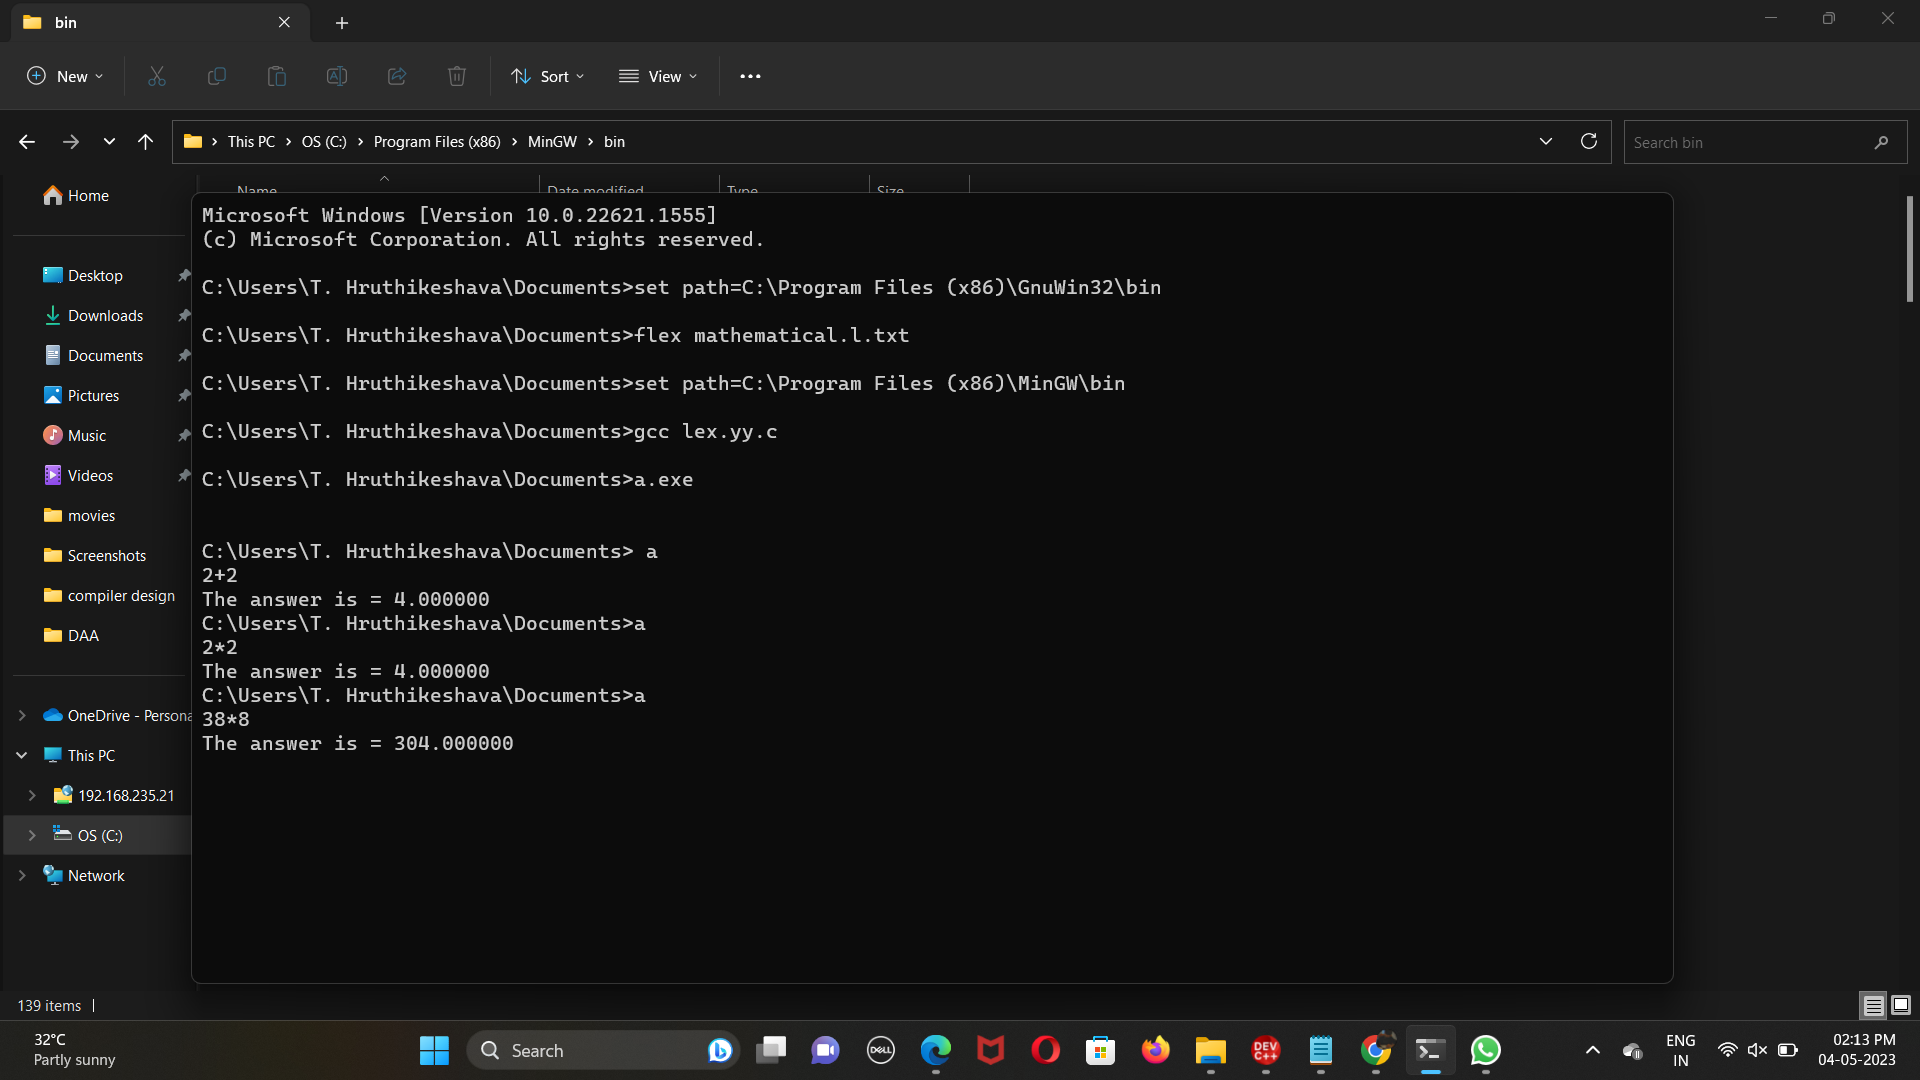 bin
New
Sort
View
This PC
OS (C:)
Program Files (x86)
MinGW
bin
Search bin
Name
Date modified
Type
Size
Home
Desktop
Downloads
Documents
Pictures
Music
Videos
movies
Screenshots
compiler design
DAA
OneDrive - Persona
This PC
192.168.235.21
OS (C:)
Network
Microsoft Windows [Version 10.0.22621.1555]
(c) Microsoft Corporation. All rights reserved.
C:\Users\T. Hruthikeshava\Documents>set path=C:\Program Files (x86)\GnuWin32\bin
C:\Users\T. Hruthikeshava\Documents>flex mathematical.l.txt
C:\Users\T. Hruthikeshava\Documents>set path=C:\Program Files (x86)\MinGW\bin
C:\Users\T. Hruthikeshava\Documents>gcc lex.yy.c
C:\Users\T. Hruthikeshava\Documents>a.exe
C:\Users\T. Hruthikeshava\Documents> a
2+2
The answer is = 4.000000
C:\Users\T. Hruthikeshava\Documents>a
2*2
The answer is = 4.000000
C:\Users\T. Hruthikeshava\Documents>a
38*8
The answer is = 304.000000
139 items
32°C
Partly sunny
Search
DELL
DEV
C++
ENG
IN
02:13 PM
04-05-2023